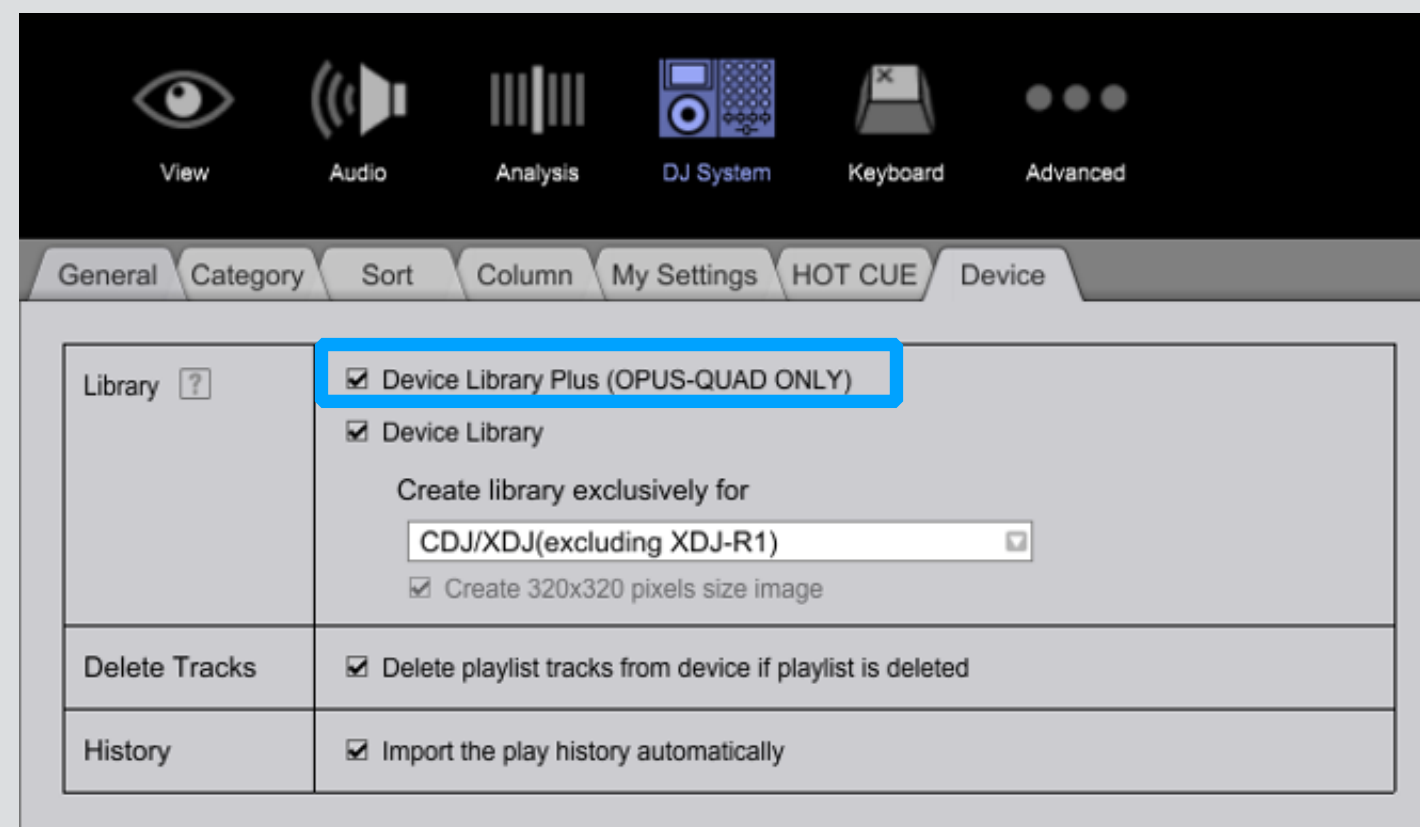 View Audio Analysis DJ System Keyboard Advanced
General Category Sort Column My Settings HOT CUE Device
Library ? Device Library Plus (OPUS-QUAD ONLY)
Device Library
Create library exclusively for
CDJ/XDJ(excluding XDJ-R1)
Create 320x320 pixels size image
Delete Tracks Delete playlist tracks from device if playlist is deleted
History Import the play history automatically